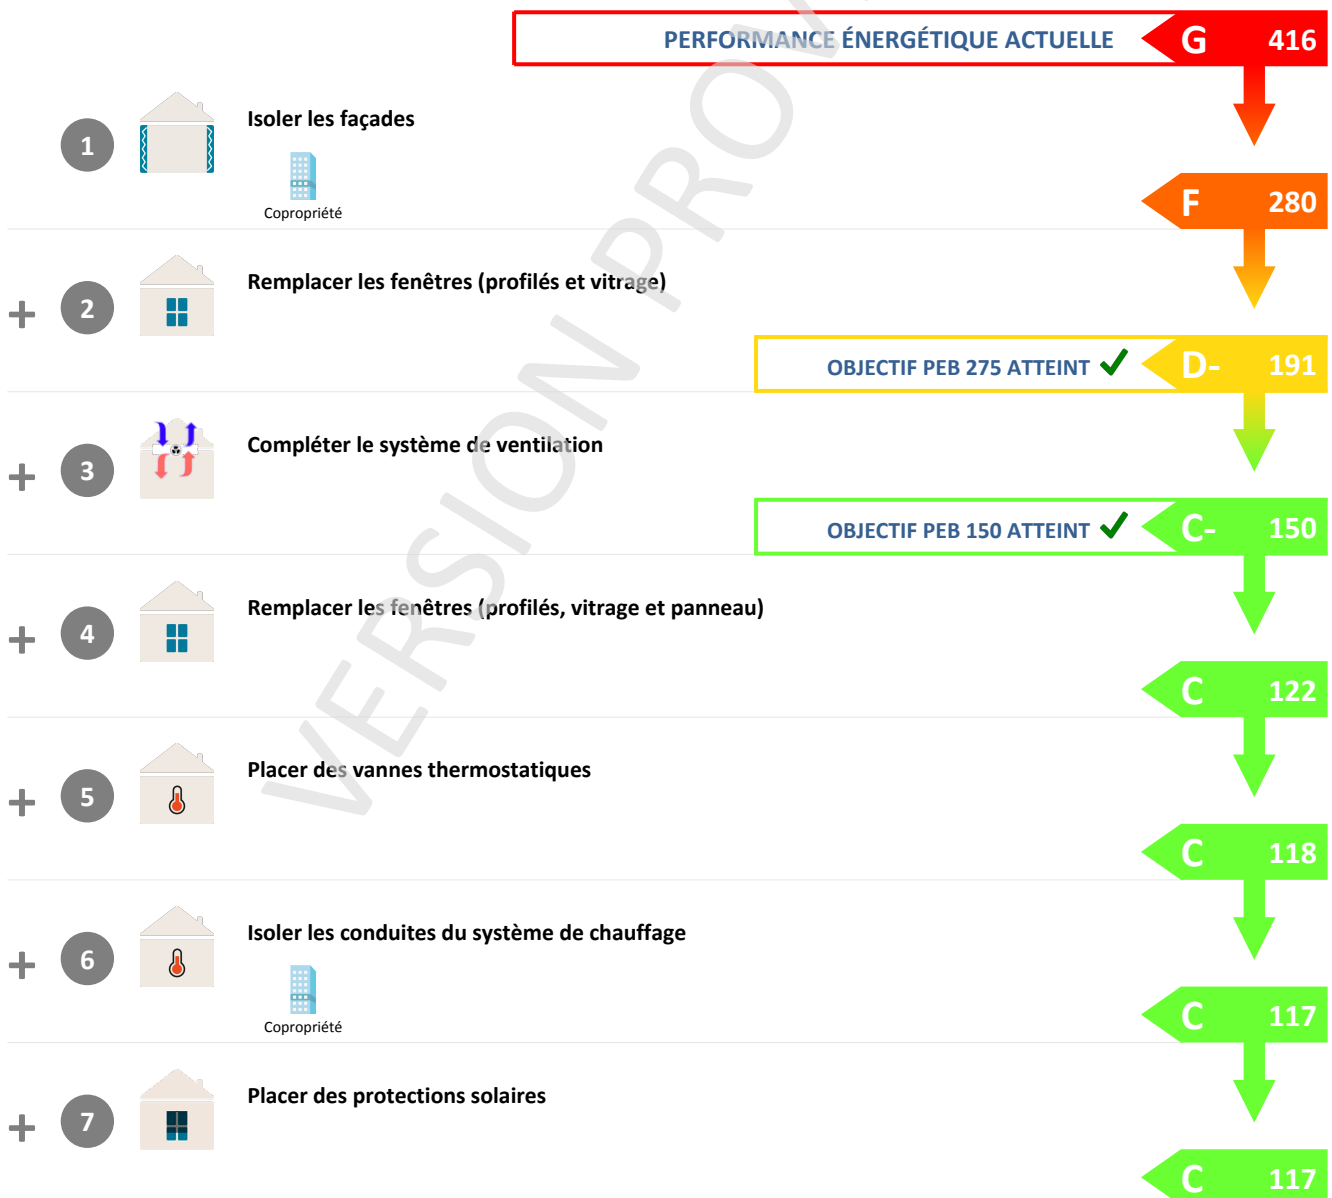 PERFORMANCE ÉNERGÉTIQUE ACTUELLE G 416
1 Isoler les façades
Copropriété
F 280
+ 2 Remplacer les fenêtres (profilés et vitrage)
OBJECTIF PEB 275 ATTEINT ✓ D- 191
+ 3 Compléter le système de ventilation
OBJECTIF PEB 150 ATTEINT ✓ C- 150
+ 4 Remplacer les fenêtres (profilés, vitrage et panneau)
C 122
+ 5 Placer des vannes thermostatiques
C 118
+ 6 Isoler les conduites du système de chauffage
Copropriété
C 117
+ 7 Placer des protections solaires
C 117
VERSION PROV